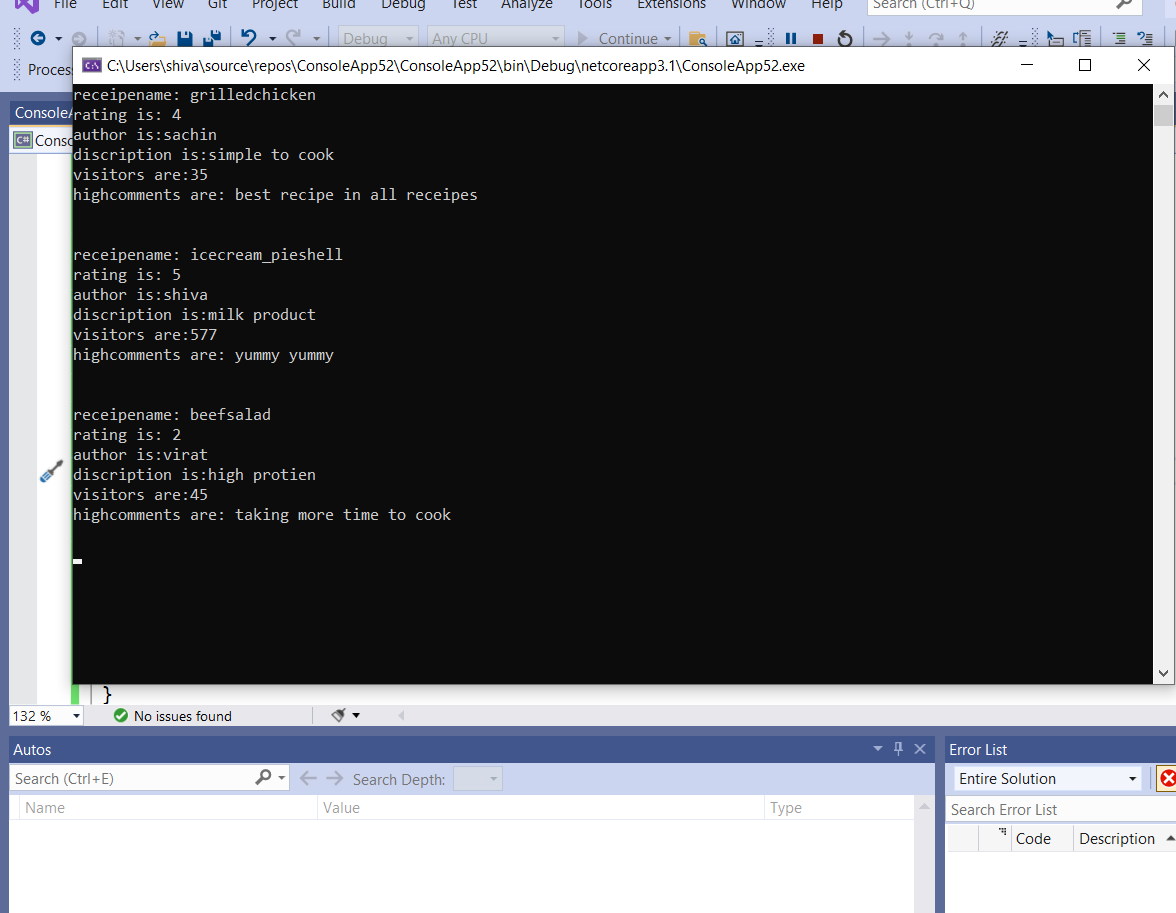 File Edit View Git Project Build Debug Test Analyze Tools Extensions Window Help Search (Ctrl+Q)
Debug Any CPU Continue
Process
C:\Users\shiva\source\repos\ConsoleApp52\ConsoleApp52\bin\Debug\netcoreapp3.1\ConsoleApp52.exe
ConsoleA
Conso
receipename: grilledchicken
rating is: 4
author is:sachin
discription is:simple to cook
visitors are:35
highcomments are: best recipe in all receipes
receipename: icecream_pieshell
rating is: 5
author is:shiva
discription is:milk product
visitors are:577
highcomments are: yummy yummy
receipename: beefsalad
rating is: 2
author is:virat
discription is:high protien
visitors are:45
highcomments are: taking more time to cook
}
132 % No issues found
Autos
Search (Ctrl+E) Search Depth:
Name Value Type
Error List
Entire Solution
Search Error List
Code Description